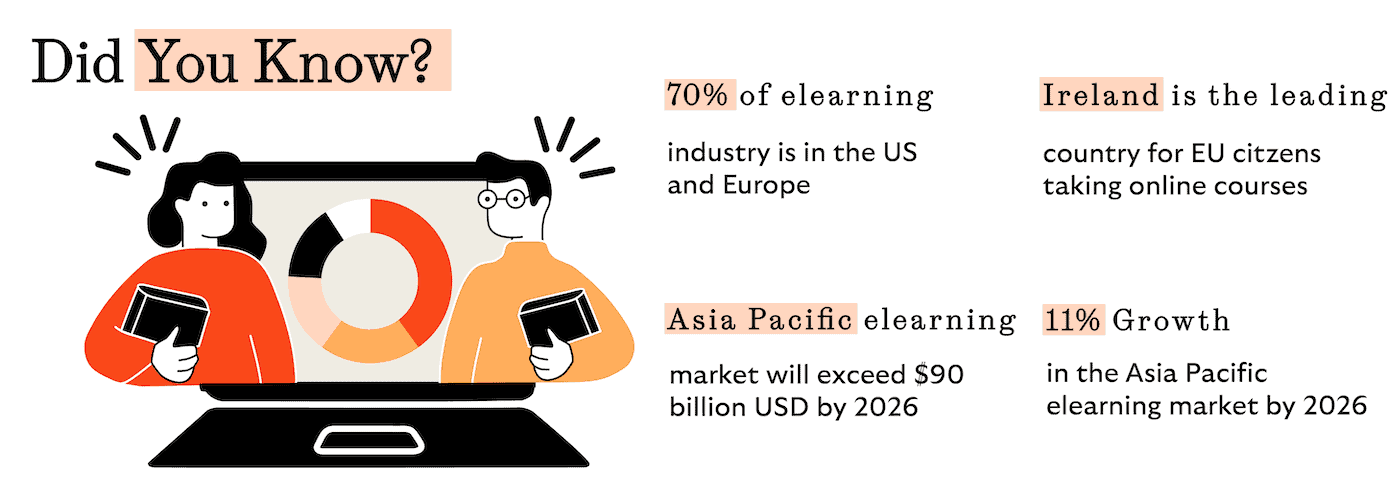 Did You Know?
70% of elearning
industry is in the US
and Europe
Ireland is the leading
country for EU citzens
taking online courses
Asia Pacific elearning
market will exceed $90
billion USD by 2026
11% Growth
in the Asia Pacific
elearning market by 2026